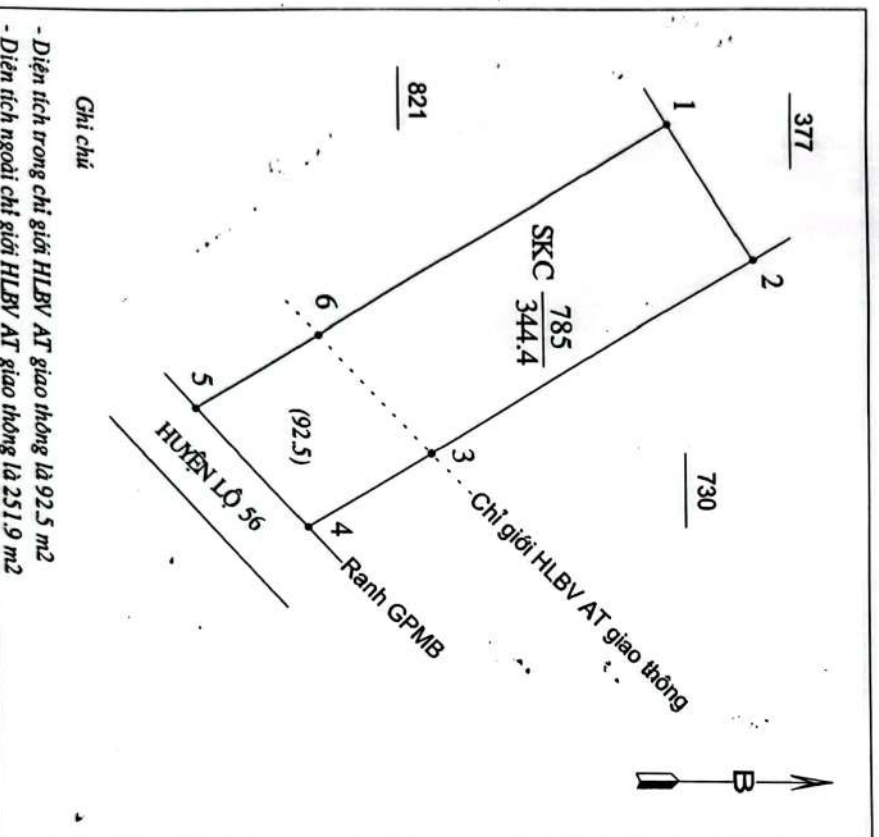 377
1
2
821
SKC 785
344.4
730
6
3
5
(92.5)
4
HUYỆN LỘ 56
Chỉ giới HLBV AT giao thông
Ranh GPMB
B
Ghi chú
- Diện tích trong chỉ giới HLBV AT giao thông là 92.5 m2
- Diện tích ngoài chỉ giới HLBV AT giao thông là 251.9 m2